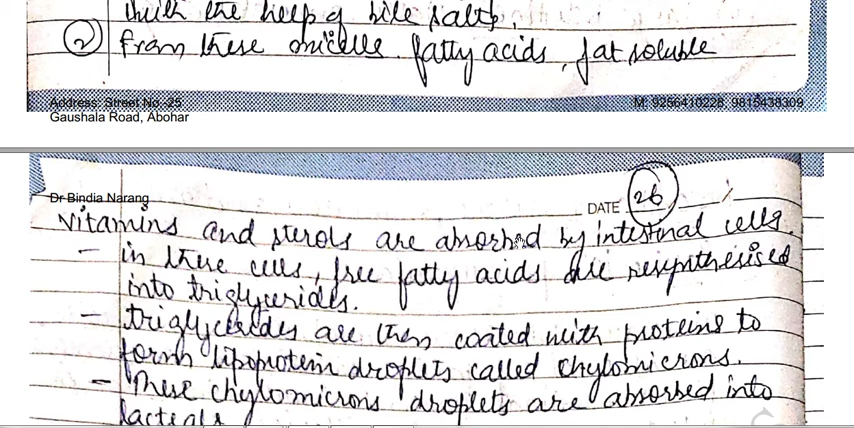 with the help of bile salts.
② from these micelle fatty acids, fat soluble
Address: Street No.-25
M: 9256410228, 9815438309
Gaushala Road, Abohar
Dr Bindia Narang
DATE 26
vitamins and sterols are absorbed by intestinal cells.
- in these cells, free fatty acids are resynthesised
into triglycerides.
- triglycerides are then coated with proteins to
form lipoprotein droplets called chylomicrons.
- These chylomicrons droplets are absorbed into
lacteals